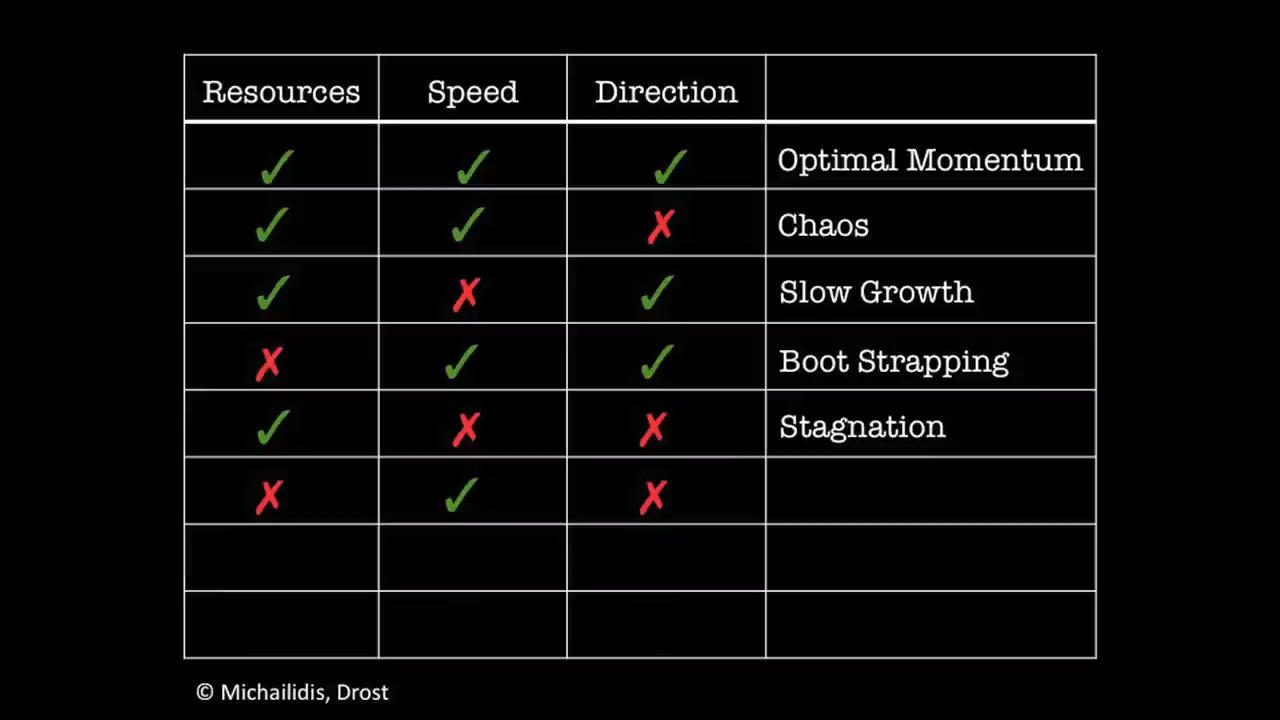 Resources Speed Direction
✓ ✓ ✓ Optimal Momentum
✓ ✓ ✗ Chaos
✓ ✗ ✓ Slow Growth
✗ ✓ ✓ Boot Strapping
✓ ✗ ✗ Stagnation
✗ ✓ ✗
© Michailidis, Drost